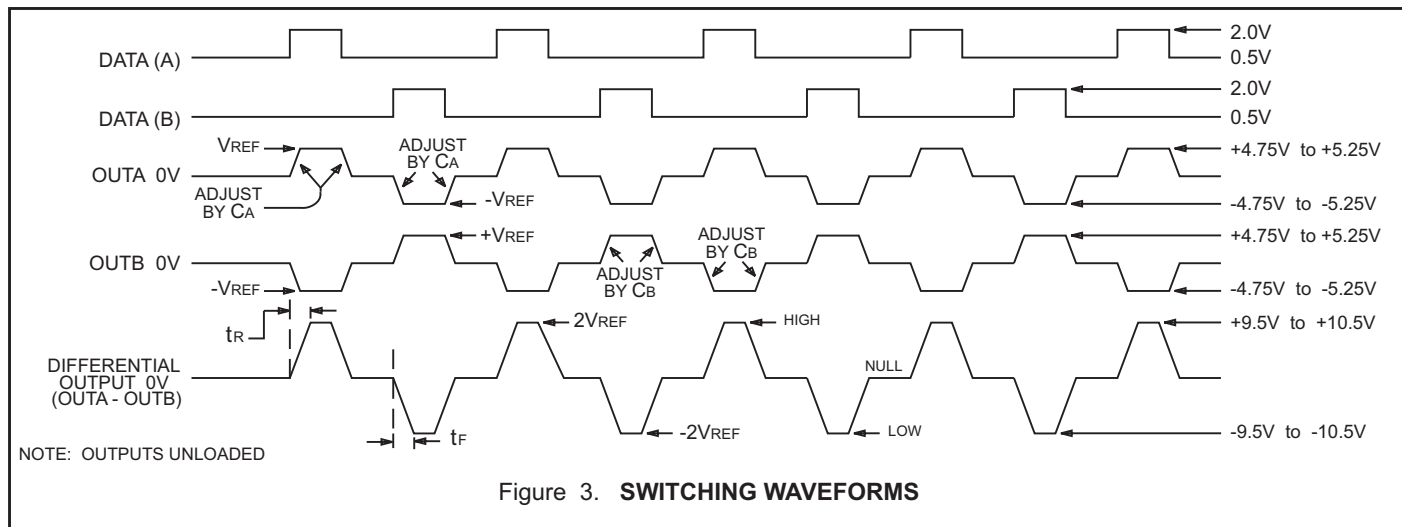 DATA (A)
2.0V
0.5V
DATA (B)
2.0V
0.5V
VREF
OUTA 0V
ADJUST
BY CA
ADJUST
BY CA
-VREF
+4.75V to +5.25V
-4.75V to -5.25V
OUTB 0V
+VREF
-VREF
ADJUST
BY CB
ADJUST
BY CB
+4.75V to +5.25V
-4.75V to -5.25V
tR
2VREF
HIGH
+9.5V to +10.5V
DIFFERENTIAL
OUTPUT 0V
(OUTA - OUTB)
NULL
tF
-2VREF
LOW
-9.5V to -10.5V
NOTE: OUTPUTS UNLOADED
Figure 3. SWITCHING WAVEFORMS